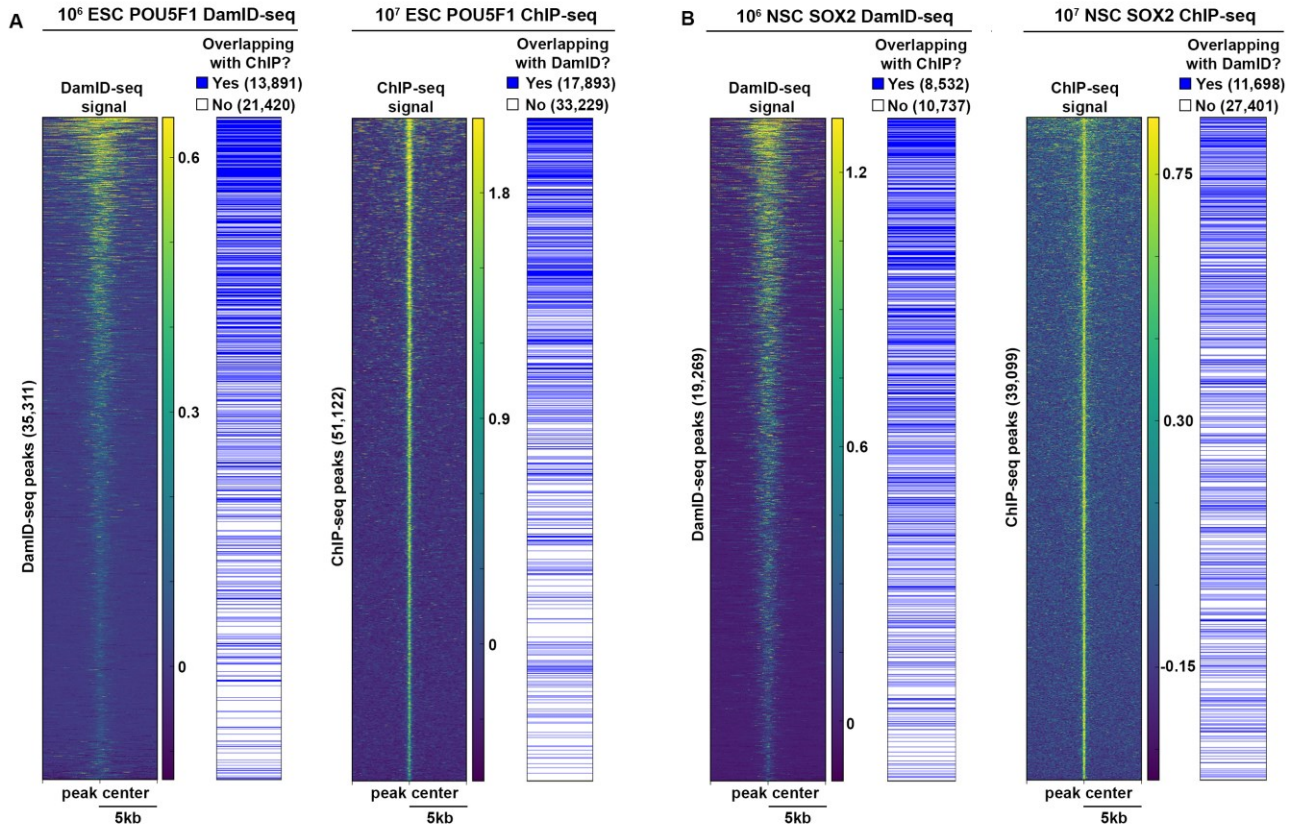 A
10⁶ ESC POU5F1 DamID-seq
DamID-seq
signal
Overlapping
with ChIP?
Yes (13,891)
No (21,420)
DamID-seq peaks (35,311)
0.6
0.3
0
peak center
5kb
10⁷ ESC POU5F1 ChIP-seq
ChIP-seq
signal
Overlapping
with DamID?
Yes (17,893)
No (33,229)
ChIP-seq peaks (51,122)
1.8
0.9
0
peak center
5kb
B
10⁶ NSC SOX2 DamID-seq
DamID-seq
signal
Overlapping
with ChIP?
Yes (8,532)
No (10,737)
DamID-seq peaks (19,269)
1.2
0.6
0
peak center
5kb
10⁷ NSC SOX2 ChIP-seq
ChIP-seq
signal
Overlapping
with DamID?
Yes (11,698)
No (27,401)
ChIP-seq peaks (39,099)
0.75
0.30
-0.15
peak center
5kb